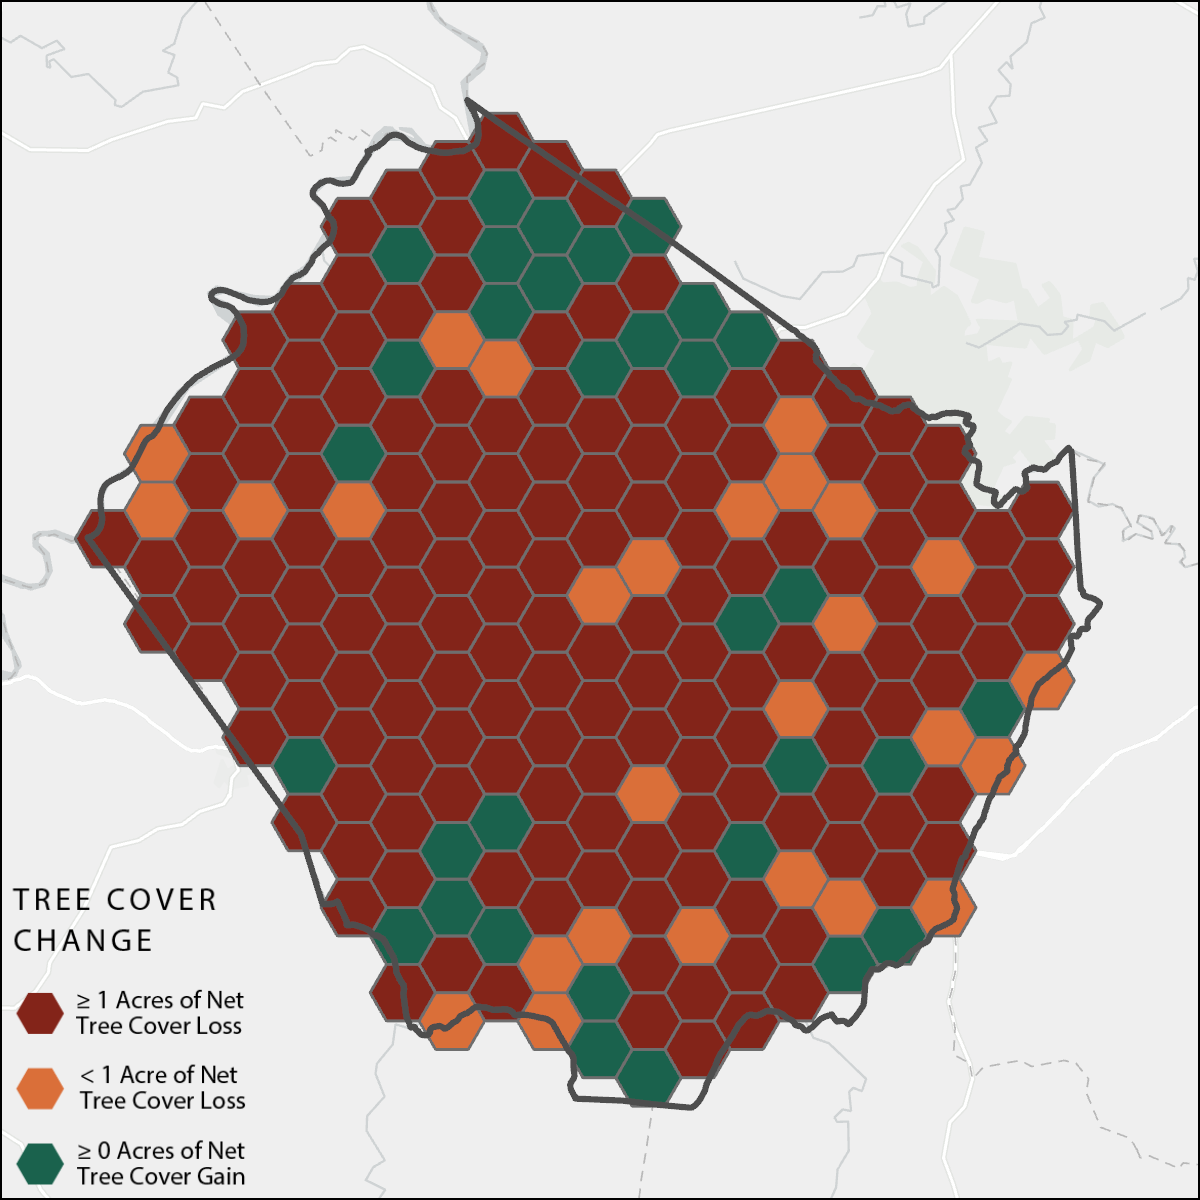 TREE COVER
CHANGE
≥ 1 Acres of Net
Tree Cover Loss
< 1 Acre of Net
Tree Cover Loss
≥ 0 Acres of Net
Tree Cover Gain